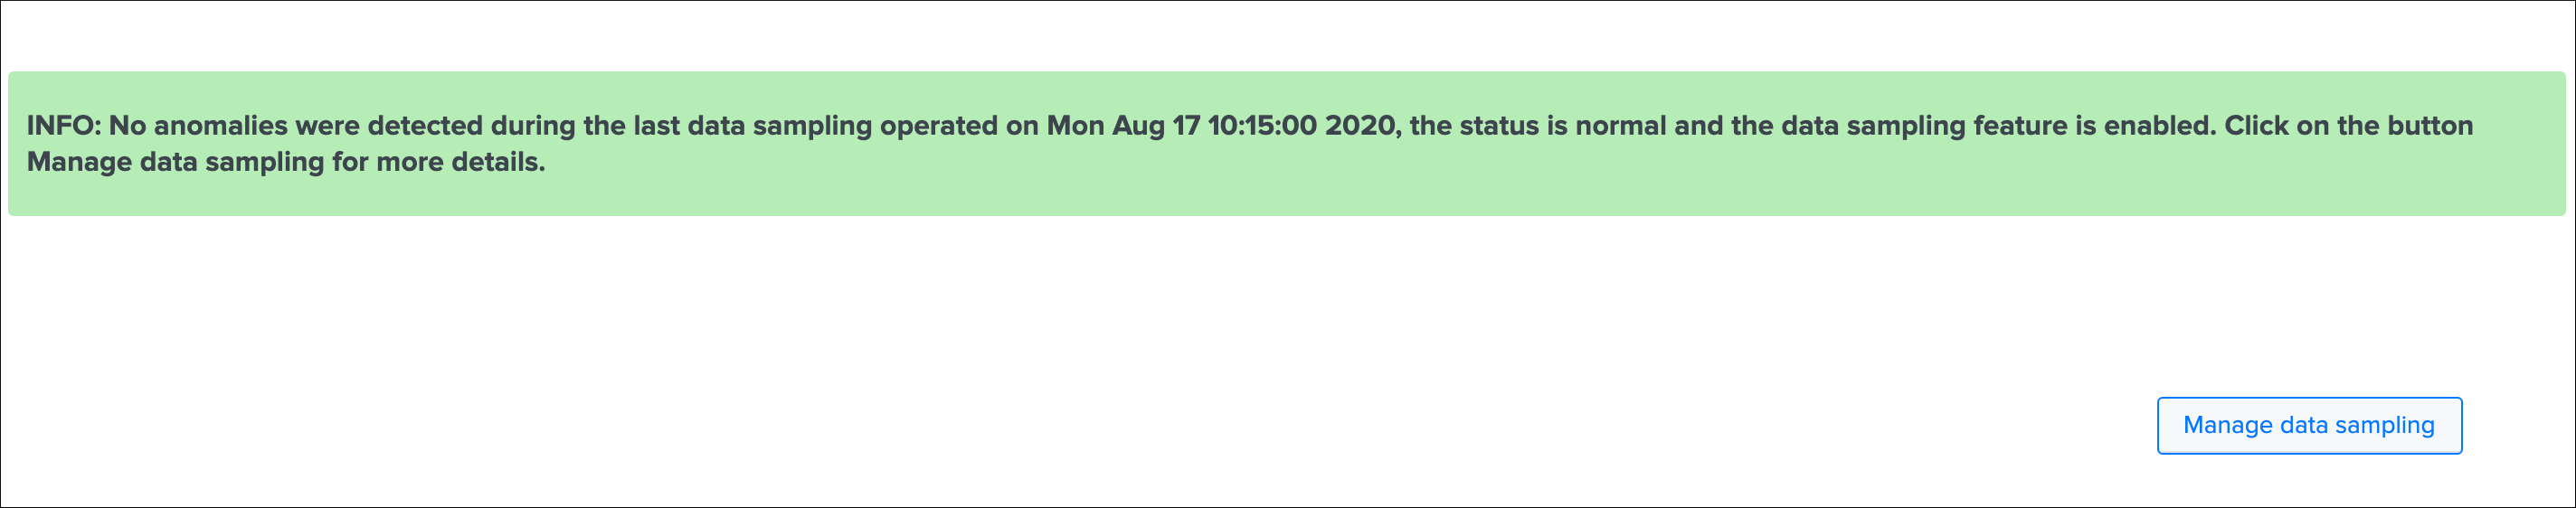 INFO: No anomalies were detected during the last data sampling operated on Mon Aug 17 10:15:00 2020, the status is normal and the data sampling feature is enabled. Click on the button
Manage data sampling for more details.
Manage data sampling